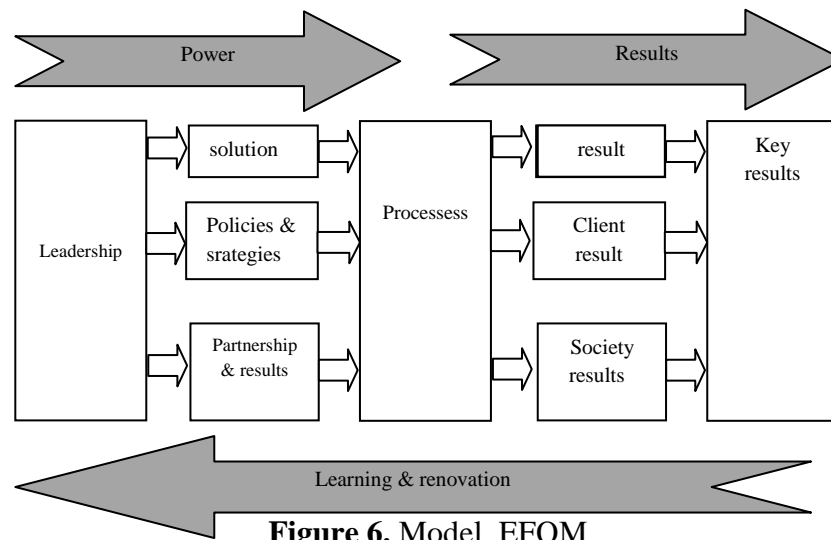 Power
Results
Leadership
solution
Policies &
srategies
Partnership
& results
Processess
result
Client
result
Society
results
Key
results
Learning & renovation
Figure 6. Model EFQM